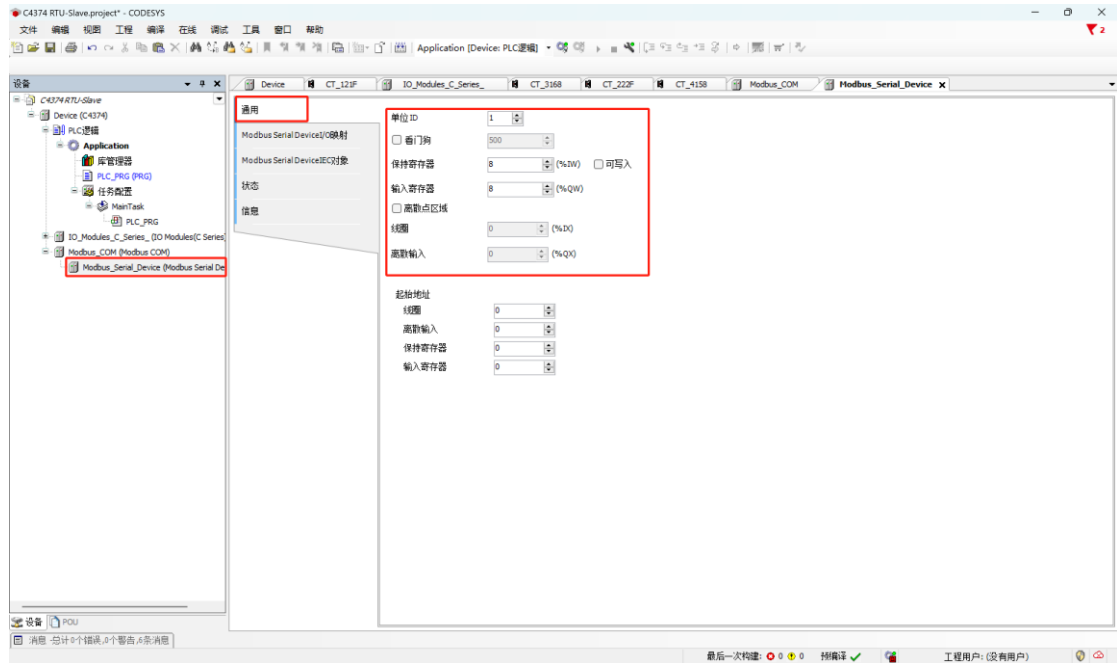 C4374 RTU-Slave.project* - CODESYS
文件 编辑 视图 工程 编译 在线 调试 工具 窗口 帮助
2
Application [Device: PLC逻辑]
设备
Device
CT_121F
IO_Modules_C_Series_
CT_3168
CT_222F
CT_4158
Modbus_COM
Modbus_Serial_Device
C4374 RTU-Slave
Device (C4374)
PLC逻辑
Application
库管理器
PLC_PRG (PRG)
任务配置
MainTask
PLC_PRG
IO_Modules_C_Series_ (IO Modules(C Series)
Modbus_COM (Modbus COM)
Modbus_Serial_Device (Modbus Serial De
通用
Modbus Serial DeviceI/O映射
Modbus Serial DeviceIEC对象
状态
信息
单位 ID 1
看门狗 500
保持寄存器 8 (%IW) 可写入
输入寄存器 8 (%QW)
离散点区域
线圈 0 (%IX)
离散输入 0 (%QX)
起始地址
线圈 0
离散输入 0
保持寄存器 0
输入寄存器 0
设备 POU
消息 -总计0个错误,0个警告,6条消息
最后一次构建: 0 0 预编译 工程用户: (没有用户)